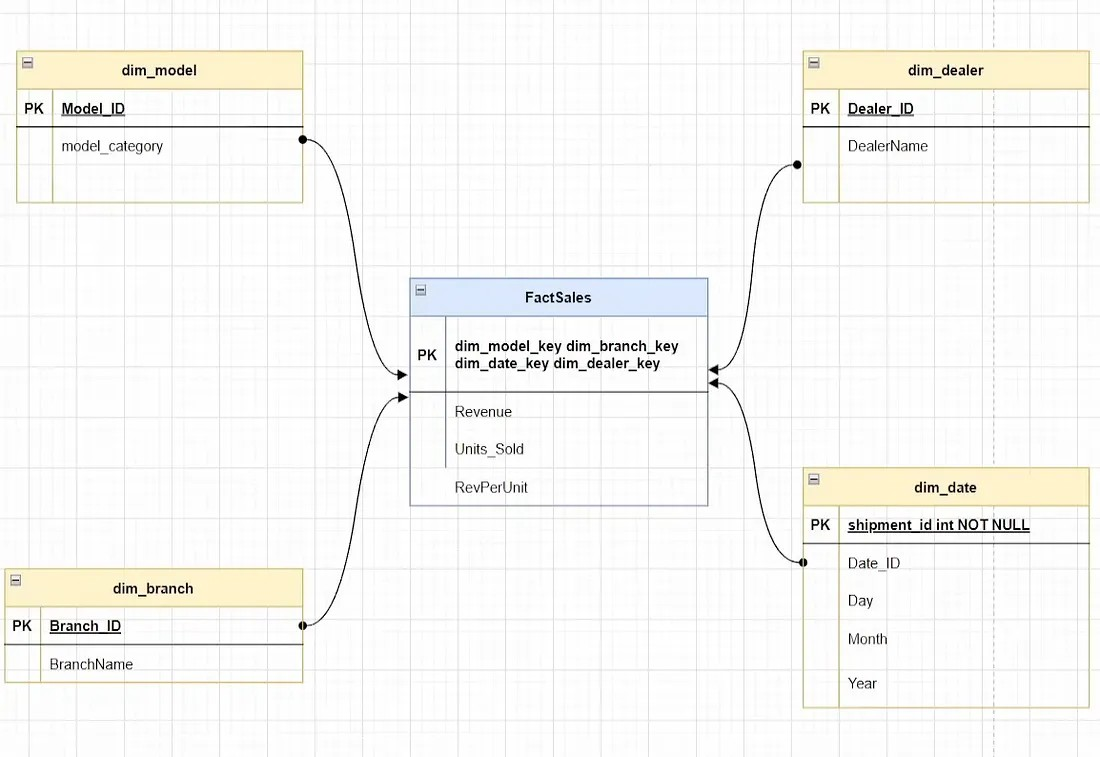 dim_model
PK Model_ID
model_category
dim_dealer
PK Dealer_ID
DealerName
FactSales
PK dim_model_key dim_branch_key
dim_date_key dim_dealer_key
Revenue
Units_Sold
RevPerUnit
dim_branch
PK Branch_ID
BranchName
dim_date
PK shipment_id int NOT NULL
Date_ID
Day
Month
Year